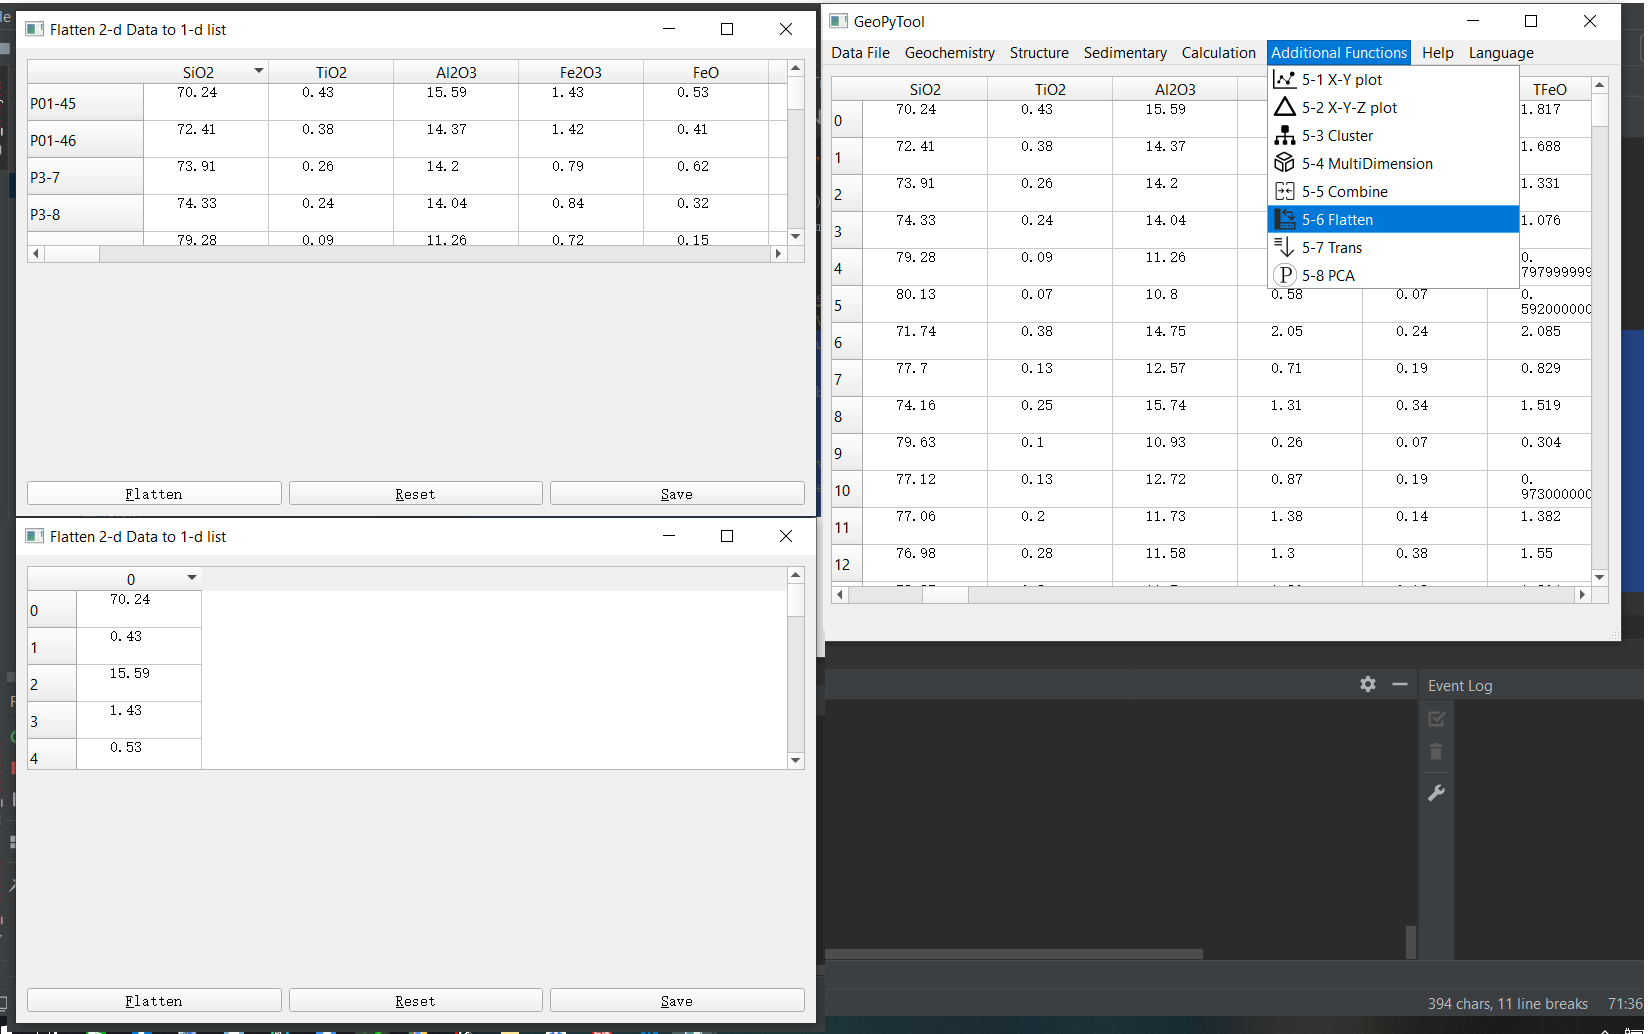 Flatten 2-d Data to 1-d list
SiO2 TiO2 Al2O3 Fe2O3 FeO
P01-45 70.24 0.43 15.59 1.43 0.53
P01-46 72.41 0.38 14.37 1.42 0.41
P3-7 73.91 0.26 14.2 0.79 0.62
P3-8 74.33 0.24 14.04 0.84 0.32
79.28 0.09 11.26 0.72 0.15
Flatten Reset Save
Flatten 2-d Data to 1-d list
0
0 70.24
1 0.43
2 15.59
3 1.43
4 0.53
Flatten Reset Save
GeoPyTool
Data File Geochemistry Structure Sedimentary Calculation Additional Functions Help Language
5-1 X-Y plot
5-2 X-Y-Z plot
5-3 Cluster
5-4 MultiDimension
5-5 Combine
5-6 Flatten
5-7 Trans
P 5-8 PCA
SiO2 TiO2 Al2O3 TFeO
0 70.24 0.43 15.59 1.817
1 72.41 0.38 14.37 1.688
2 73.91 0.26 14.2 1.331
3 74.33 0.24 14.04 1.076
4 79.28 0.09 11.26 0.
797999999
5 80.13 0.07 10.8 0.58 0.07 0.
592000000
6 71.74 0.38 14.75 2.05 0.24 2.085
7 77.7 0.13 12.57 0.71 0.19 0.829
8 74.16 0.25 15.74 1.31 0.34 1.519
9 79.63 0.1 10.93 0.26 0.07 0.304
10 77.12 0.13 12.72 0.87 0.19 0.
973000000
11 77.06 0.2 11.73 1.38 0.14 1.382
12 76.98 0.28 11.58 1.3 0.38 1.55
Event Log
394 chars, 11 line breaks 71:36